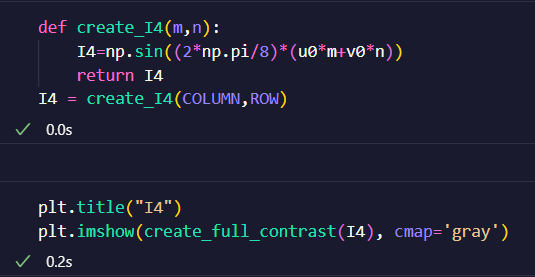 def create_I4(m,n):
    I4=np.sin((2*np.pi/8)*(u0*m+v0*n))
    return I4
I4 = create_I4(COLUMN,ROW)
✓ 0.0s
plt.title("I4")
plt.imshow(create_full_contrast(I4), cmap='gray')
✓ 0.2s